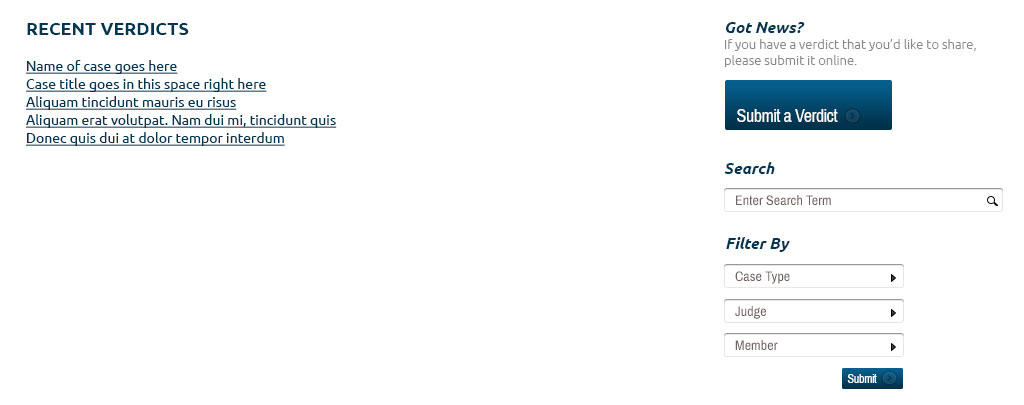 RECENT VERDICTS
Name of case goes here
Case title goes in this space right here
Aliquam tincidunt mauris eu risus
Aliquam erat volutpat. Nam dui mi, tincidunt quis
Donec quis dui at dolor tempor interdum
Got News?
If you have a verdict that you'd like to share,
please submit it online.
Submit a Verdict
Search
Enter Search Term
Filter By
Case Type
Judge
Member
Submit